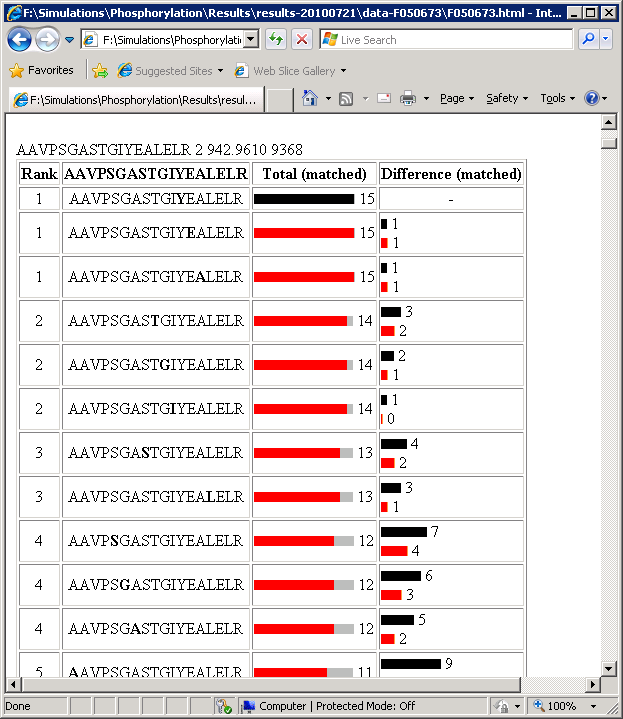 F:\Simulations\Phosphorylation\Results\results-20100721\data-F050673\F050673.html - Int...
F:\Simulations\Phosphorylatio Live Search
Favorites Suggested Sites Web Slice Gallery
F:\Simulations\Phosphorylation\Results\resul... Page Safety Tools
AAVPSGASTGIYEALELR 2 942.9610 9368
Rank AAVPSGASTGIYEALELR Total (matched) Difference (matched)
1 AAVPSGASTGIYEALELR 15 -
1 AAVPSGASTGIYEALELR 15 1
1
1 AAVPSGASTGIYEALELR 15 1
1
2 AAVPSGASTGIYEALELR 14 3
2
2 AAVPSGASTGIYEALELR 14 2
1
2 AAVPSGASTGIYEALELR 14 1
0
3 AAVPSGASTGIYEALELR 13 4
2
3 AAVPSGASTGIYEALELR 13 3
1
4 AAVPSGASTGIYEALELR 12 7
4
4 AAVPSGASTGIYEALELR 12 6
3
4 AAVPSGASTGIYEALELR 12 5
2
5 AAVPSGASTGIYEALELR 11 9
Done Computer | Protected Mode: Off 100%